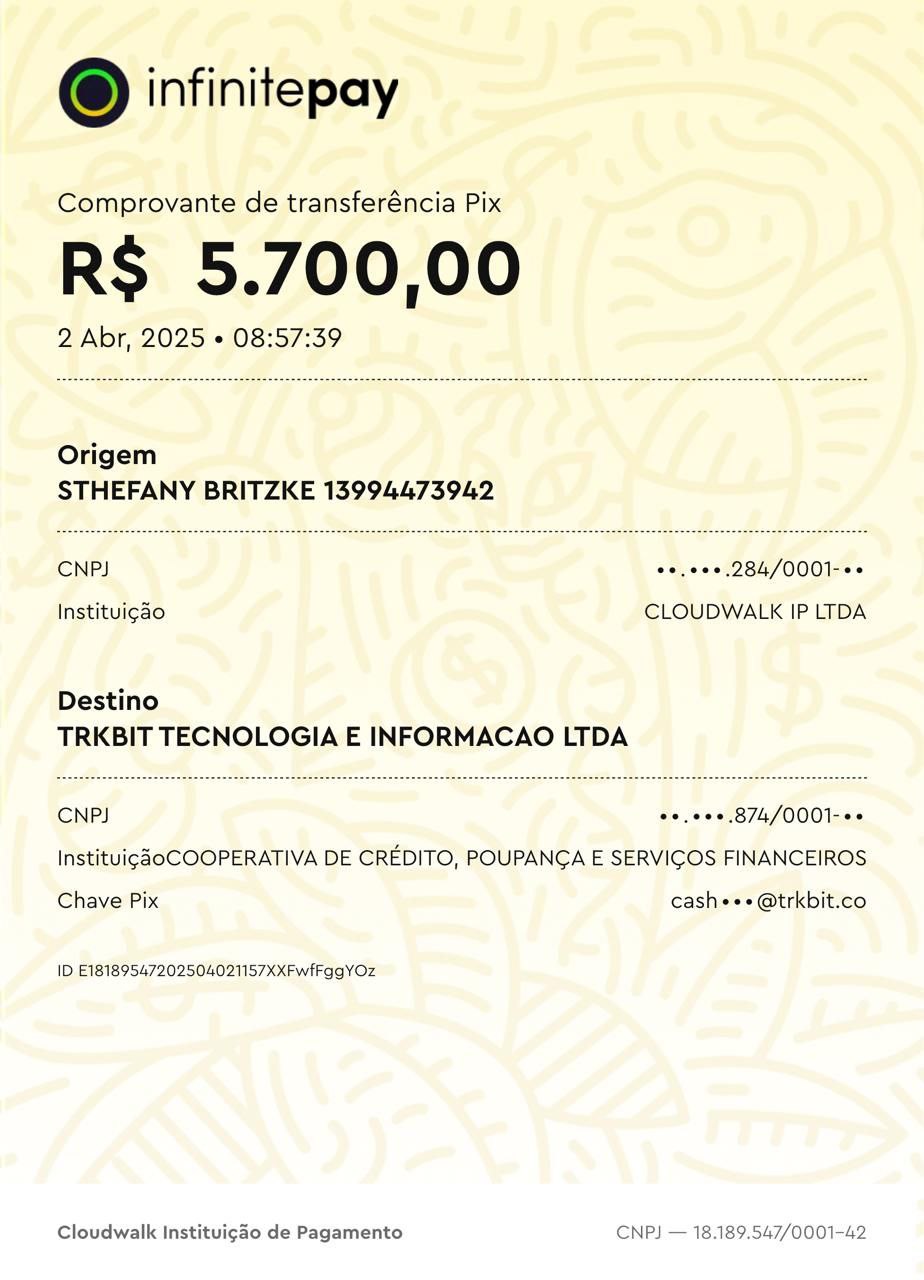 infinitepay
Comprovante de transferência Pix
R$ 5.700,00
2 Abr, 2025 • 08:57:39
Origem
STHEFANY BRITZKE 13994473942
CNPJ ••.•••.284/0001-••
Instituição CLOUDWALK IP LTDA
Destino
TRKBIT TECNOLOGIA E INFORMACAO LTDA
CNPJ ••.•••.874/0001-••
InstituiçãoCOOPERATIVA DE CRÉDITO, POUPANÇA E SERVIÇOS FINANCEIROS
Chave Pix cash•••@trkbit.co
ID E18189547202504021157XXFwfFggYOz
Cloudwalk Instituição de Pagamento CNPJ — 18.189.547/0001-42